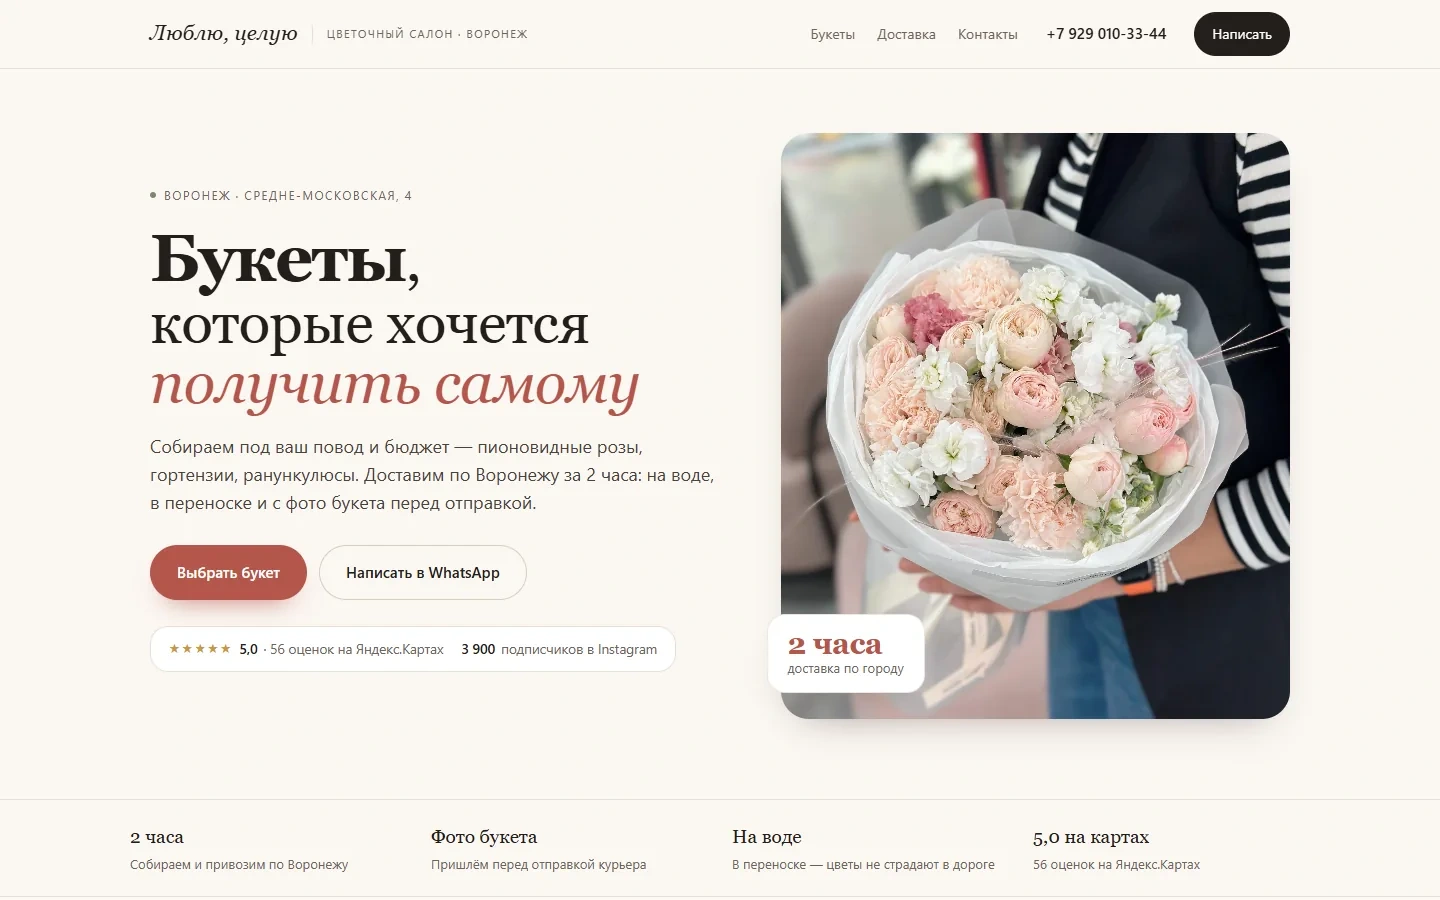 Люблю, целую
ЦВЕТОЧНЫЙ САЛОН · ВОРОНЕЖ
Букеты
Доставка
Контакты
+7 929 010-33-44
Написать
ВОРОНЕЖ · СРЕДНЕ-МОСКОВСКАЯ, 4
Букеты,
которые хочется
получить самому
Собираем под ваш повод и бюджет — пионовидные розы,
гортензии, ранункулюсы. Доставим по Воронежу за 2 часа: на воде,
в переноске и с фото букета перед отправкой.
Выбрать букет
Написать в WhatsApp
★★★★★ 5,0 · 56 оценок на Яндекс.Картах 3 900 подписчиков в Instagram
2 часа
доставка по городу
2 часа
Собираем и привозим по Воронежу
Фото букета
Пришлём перед отправкой курьера
На воде
В переноске — цветы не страдают в дороге
5,0 на картах
56 оценок на Яндекс.Картах